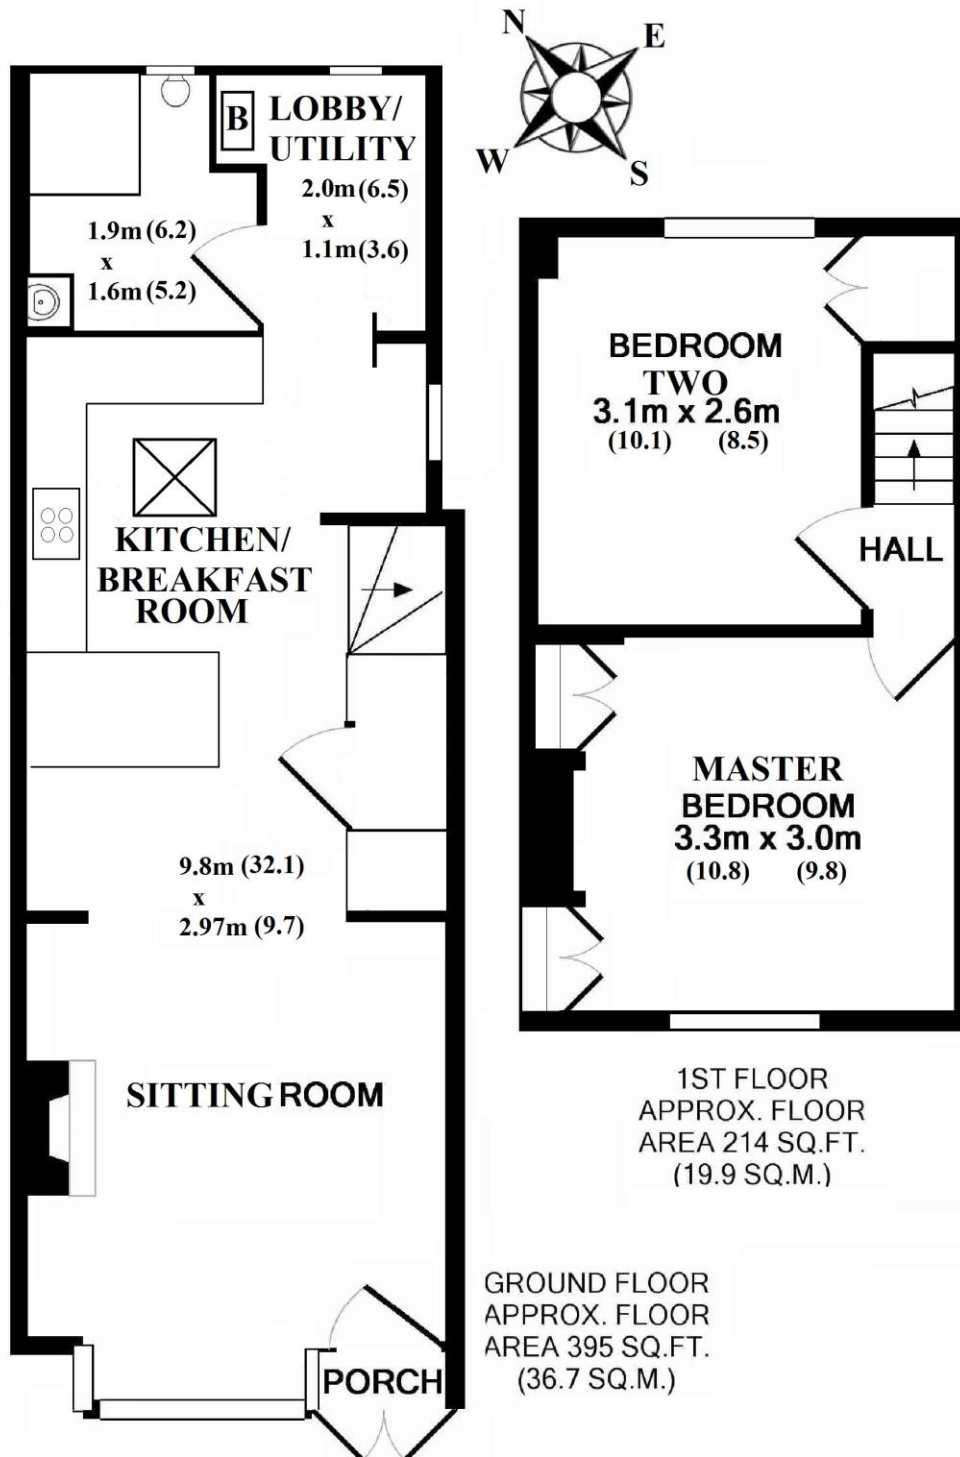 N
E
W
S
B
LOBBY/
UTILITY
2.0m (6.5)
x
1.1m (3.6)
1.9m (6.2)
x
1.6m (5.2)
KITCHEN/
BREAKFAST
ROOM
9.8m (32.1)
x
2.97m (9.7)
SITTING ROOM
PORCH
BEDROOM
TWO
3.1m x 2.6m
(10.1) (8.5)
HALL
MASTER
BEDROOM
3.3m x 3.0m
(10.8) (9.8)
1ST FLOOR
APPROX. FLOOR
AREA 214 SQ.FT.
(19.9 SQ.M.)
GROUND FLOOR
APPROX. FLOOR
AREA 395 SQ.FT.
(36.7 SQ.M.)